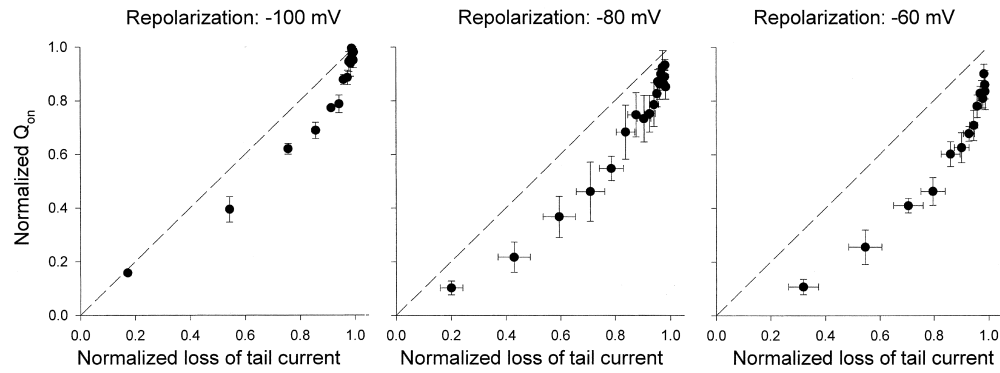 Repolarization: -100 mV
Repolarization: -80 mV
Repolarization: -60 mV
Normalized Qon
1.0
0.8
0.6
0.4
0.2
0.0
0.0 0.2 0.4 0.6 0.8 1.0
0.0 0.2 0.4 0.6 0.8 1.0
0.0 0.2 0.4 0.6 0.8 1.0
Normalized loss of tail current
Normalized loss of tail current
Normalized loss of tail current